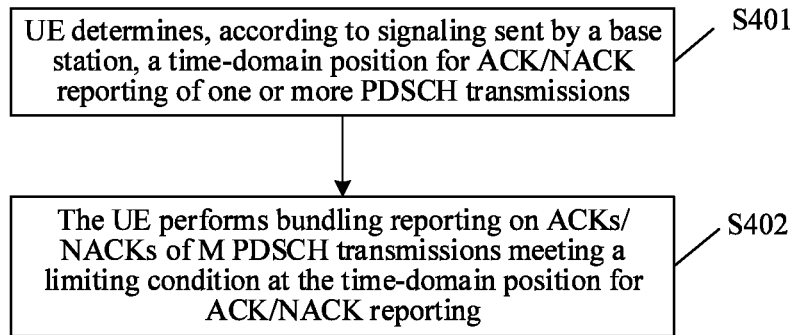 UE determines, according to signaling sent by a base
station, a time-domain position for ACK/NACK
reporting of one or more PDSCH transmissions
S401
The UE performs bundling reporting on ACKs/
NACKs of M PDSCH transmissions meeting a
limiting condition at the time-domain position for
ACK/NACK reporting
S402